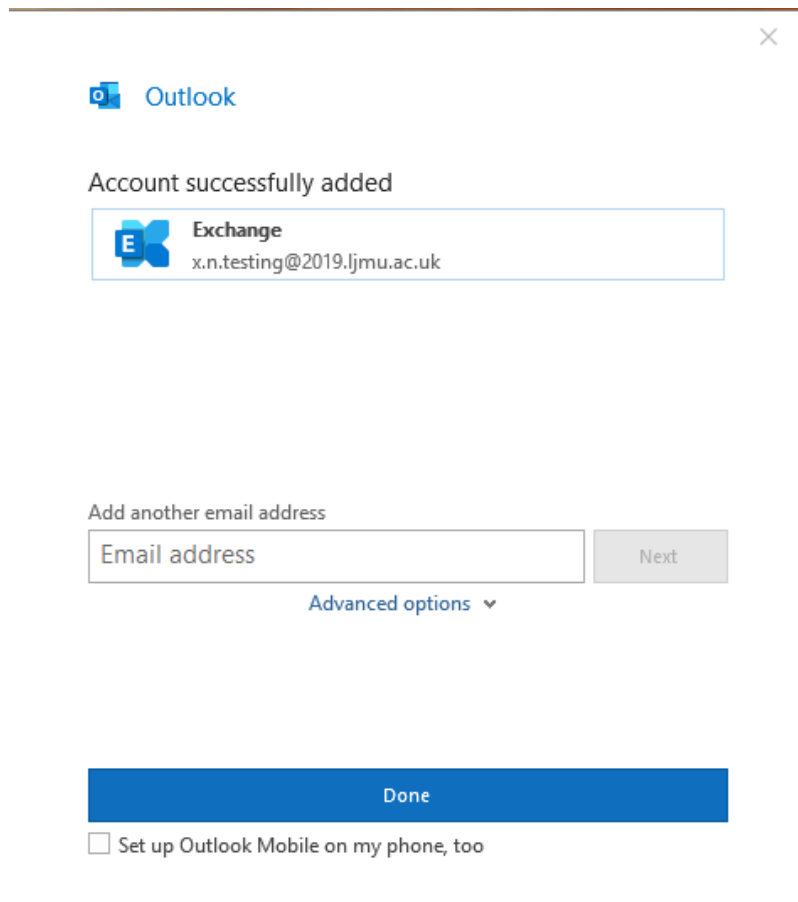 Outlook
Account successfully added
Exchange
x.n.testing@2019.ljmu.ac.uk
Add another email address
Email address
Next
Advanced options
Done
Set up Outlook Mobile on my phone, too